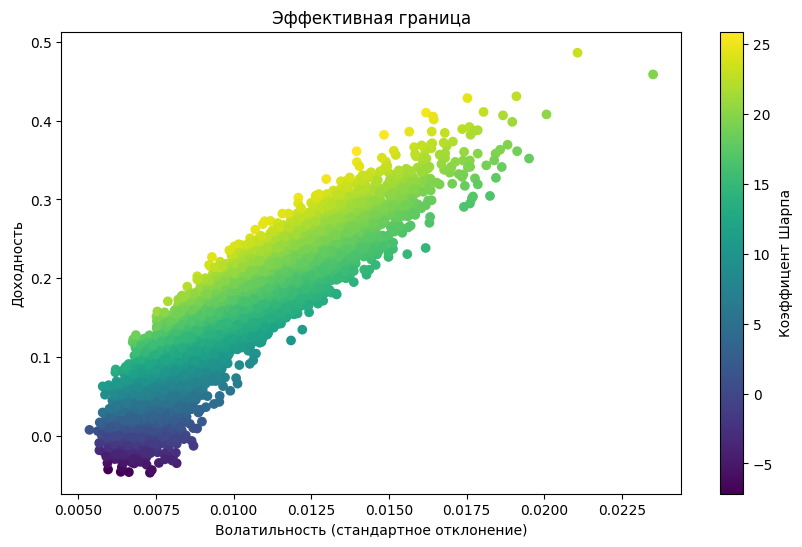 Эффективная граница
Доходность
0.5
0.4
0.3
0.2
0.1
0.0
0.0050 0.0075 0.0100 0.0125 0.0150 0.0175 0.0200 0.0225
Волатильность (стандартное отклонение)
25
20
15
10
5
0
−5
Коэффицент Шарпа